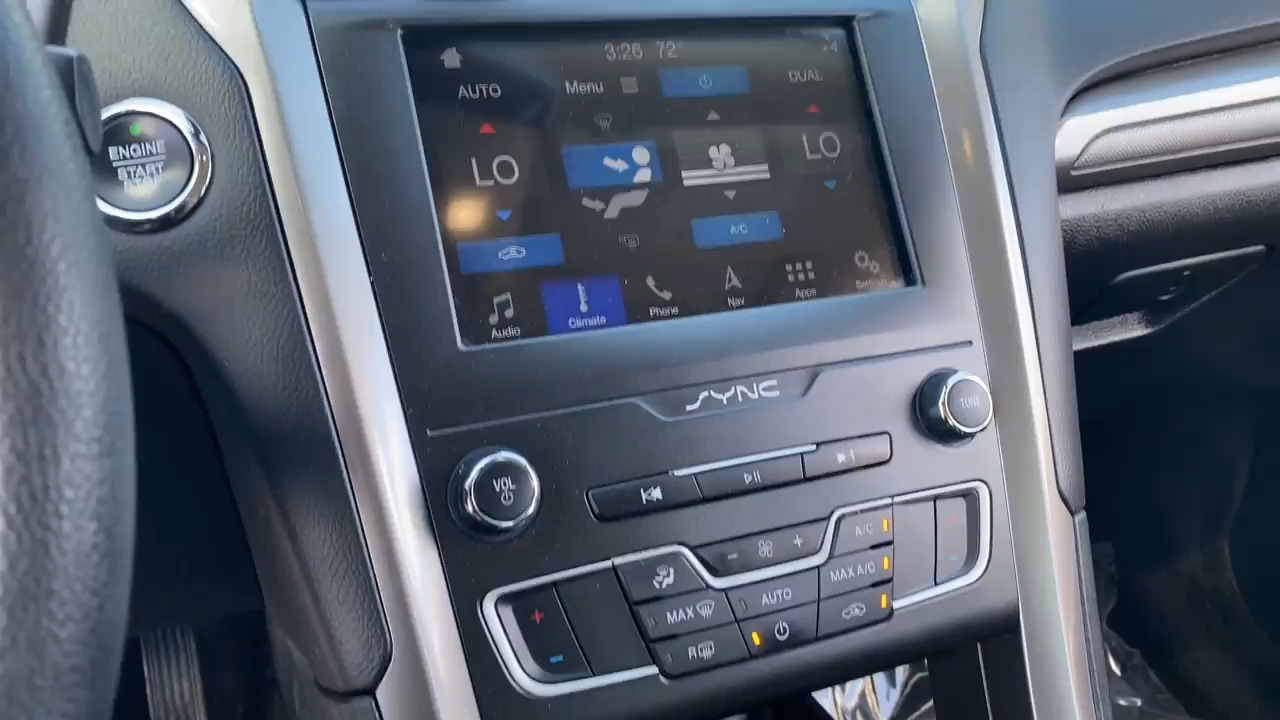 3:26 72
AUTO
Menu
DUAL
LO
LO
A/C
Audio
Climate
Phone
Nav
Apps
ENGINE
START
SYNC
TUNE
VOL
- + A/C
MAX A/C
MAX
AUTO
R
+
-